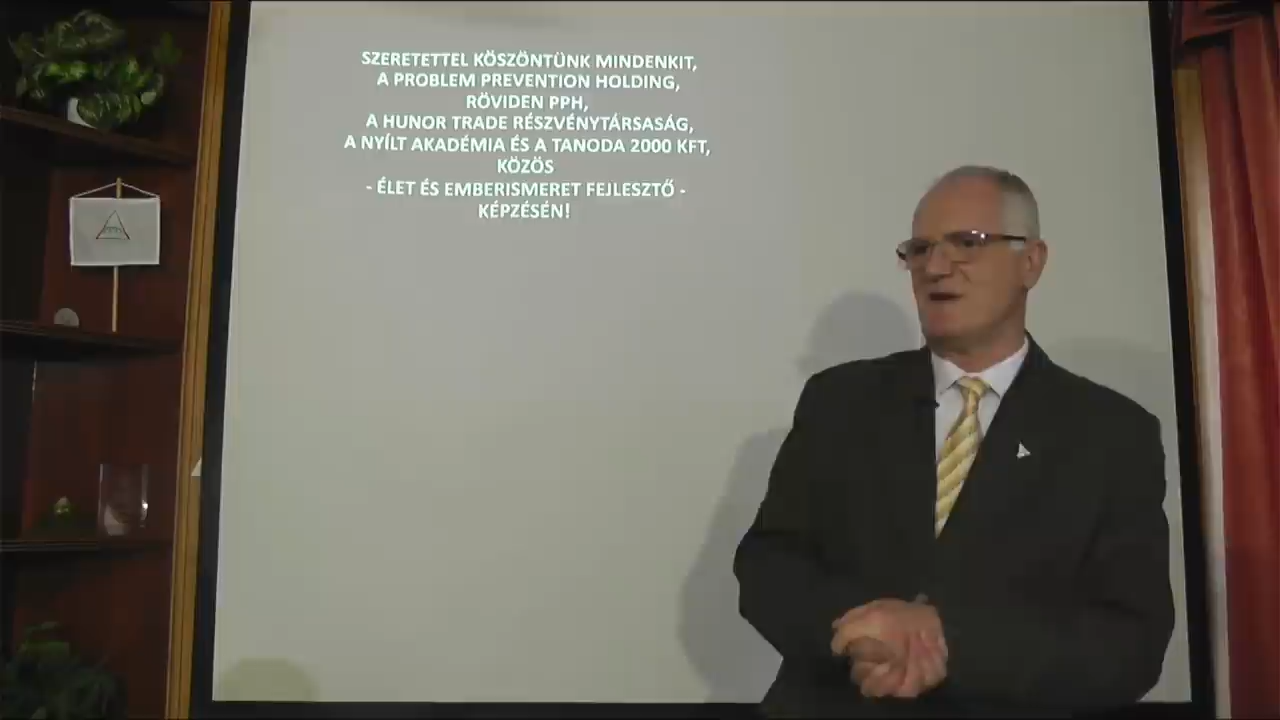 SZERETETTEL KÖSZÖNTÜNK MINDENKIT,
A PROBLEM PREVENTION HOLDING,
RÖVIDEN PPH,
A HUNOR TRADE RÉSZVÉNYTÁRSASÁG,
A NYÍLT AKADÉMIA ÉS A TANODA 2000 KFT,
KÖZÖS
- ÉLET ÉS EMBERISMERET FEJLESZTŐ -
KÉPZÉSÉN!